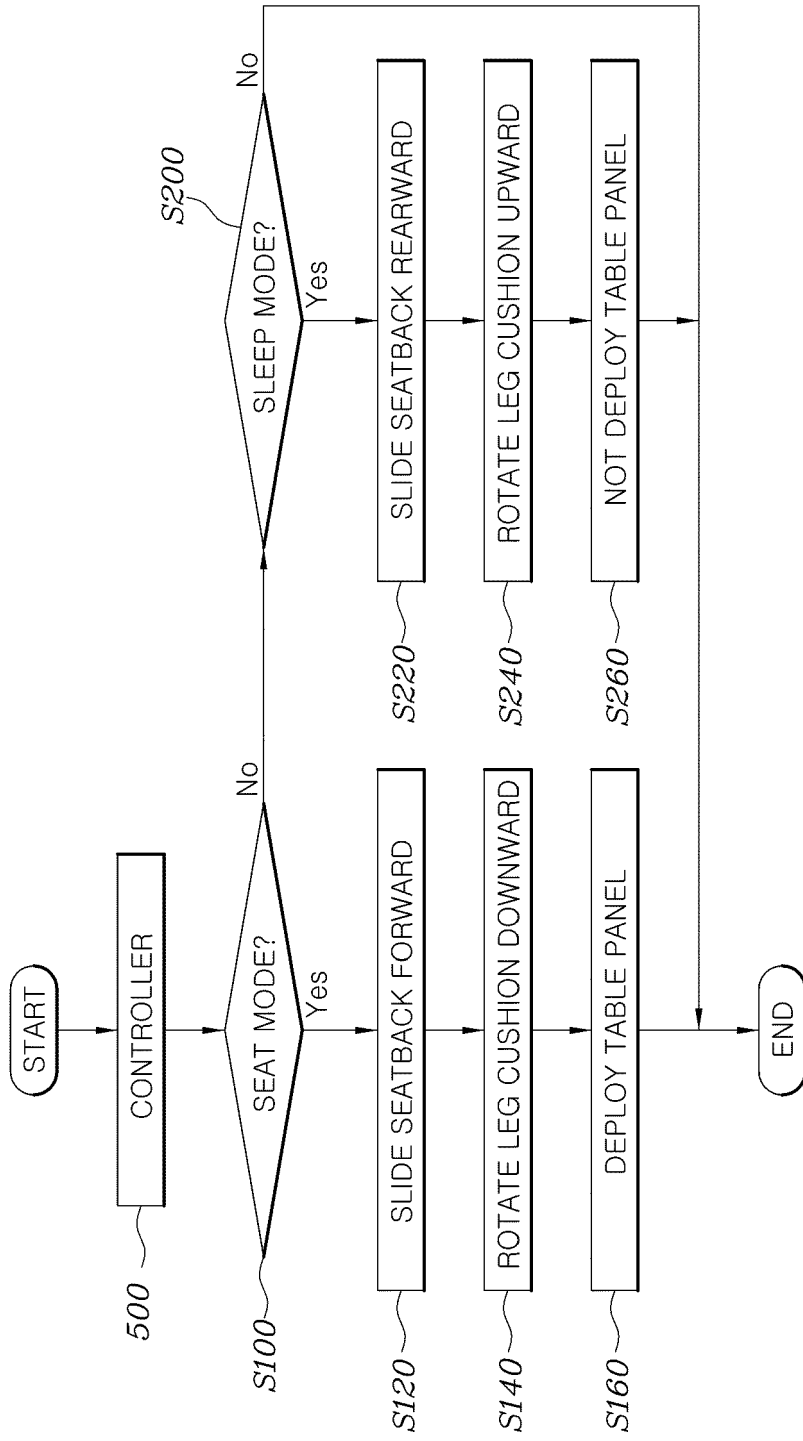 START
CONTROLLER
500
SEAT MODE?
S100
No
Yes
SLIDE SEATBACK FORWARD
S120
ROTATE LEG CUSHION DOWNWARD
S140
DEPLOY TABLE PANEL
S160
SLEEP MODE?
S200
No
Yes
SLIDE SEATBACK REARWARD
S220
ROTATE LEG CUSHION UPWARD
S240
NOT DEPLOY TABLE PANEL
S260
END